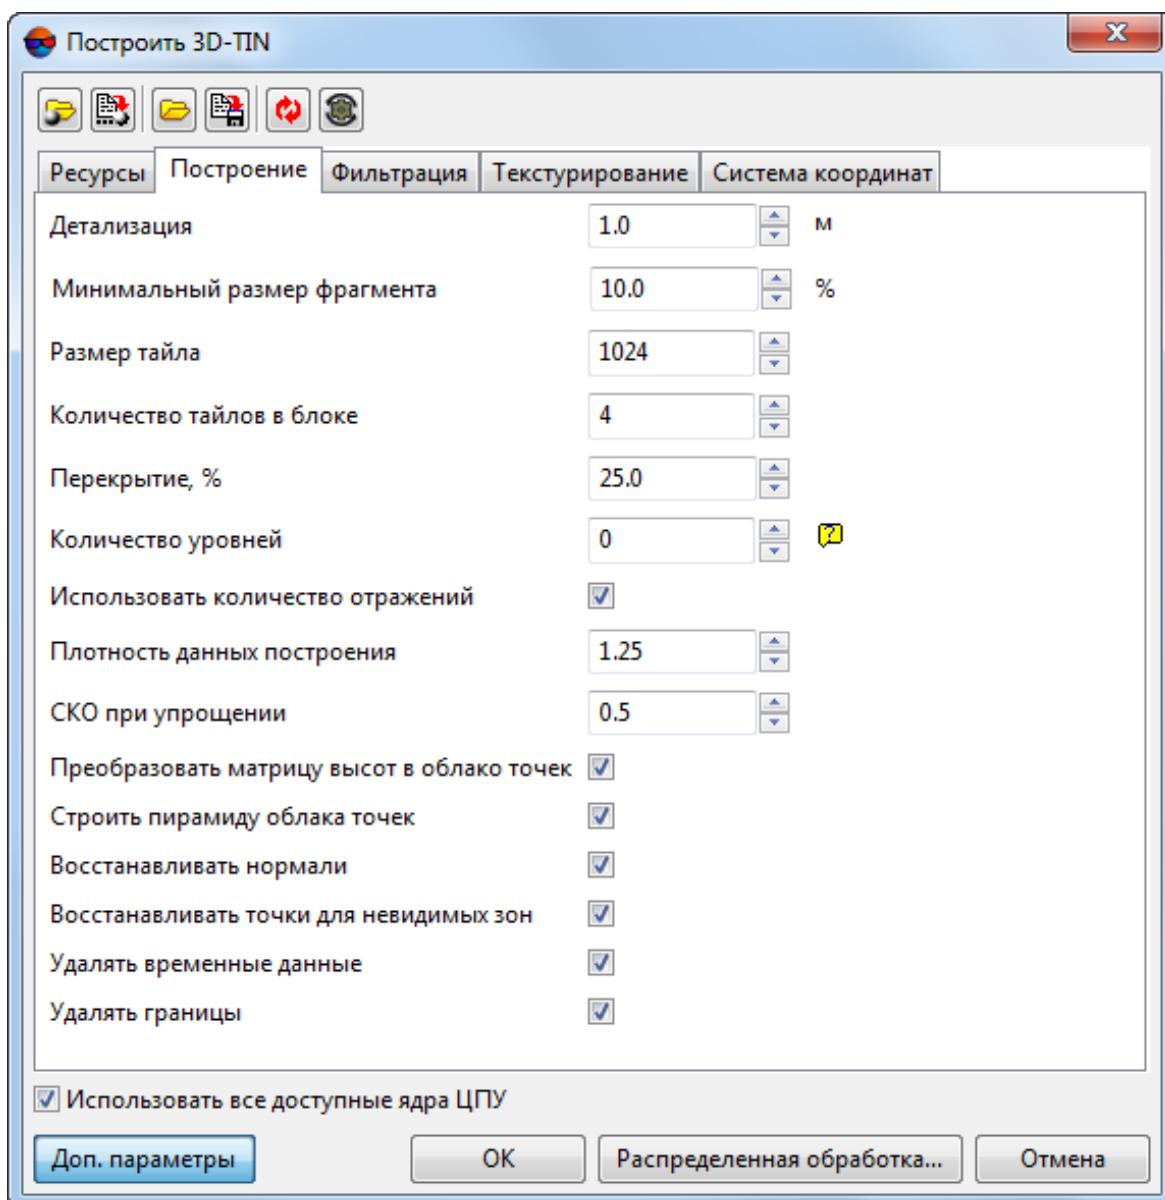 Построить 3D-TIN
Ресурсы Построение Фильтрация Текстурирование Система координат
Детализация 1.0 м
Минимальный размер фрагмента 10.0 %
Размер тайла 1024
Количество тайлов в блоке 4
Перекрытие, % 25.0
Количество уровней 0 ?
Использовать количество отражений
Плотность данных построения 1.25
СКО при упрощении 0.5
Преобразовать матрицу высот в облако точек
Строить пирамиду облака точек
Восстанавливать нормали
Восстанавливать точки для невидимых зон
Удалять временные данные
Удалять границы
Использовать все доступные ядра ЦПУ
Доп. параметры OK Распределенная обработка... Отмена